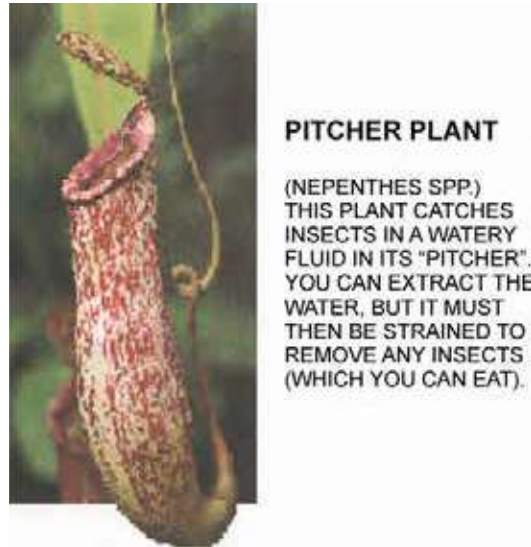 PITCHER PLANT
(NEPENTHES SPP.)
THIS PLANT CATCHES
INSECTS IN A WATERY
FLUID IN ITS "PITCHER".
YOU CAN EXTRACT THE
WATER, BUT IT MUST
THEN BE STRAINED TO
REMOVE ANY INSECTS
(WHICH YOU CAN EAT).